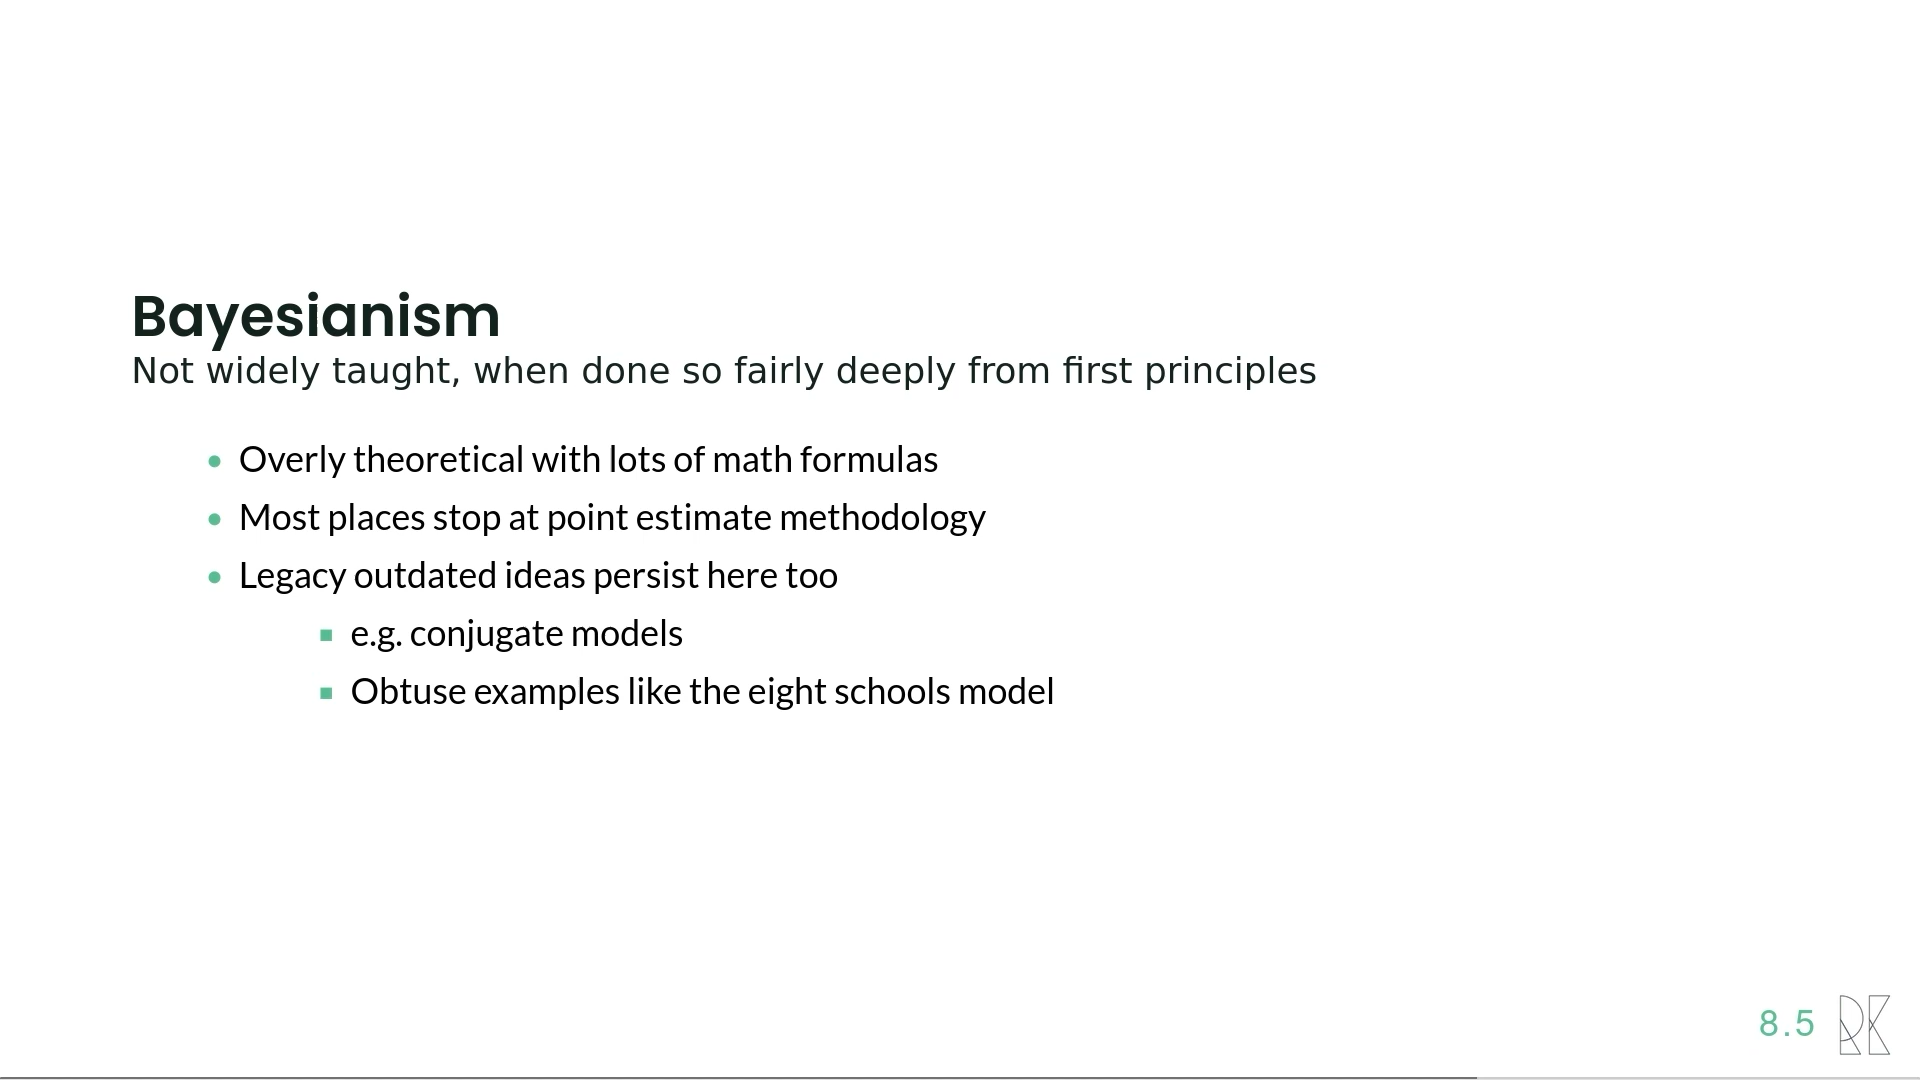 Bayesianism
Not widely taught, when done so fairly deeply from first principles
Overly theoretical with lots of math formulas
Most places stop at point estimate methodology
Legacy outdated ideas persist here too
e.g. conjugate models
Obtuse examples like the eight schools model
8.5 RK